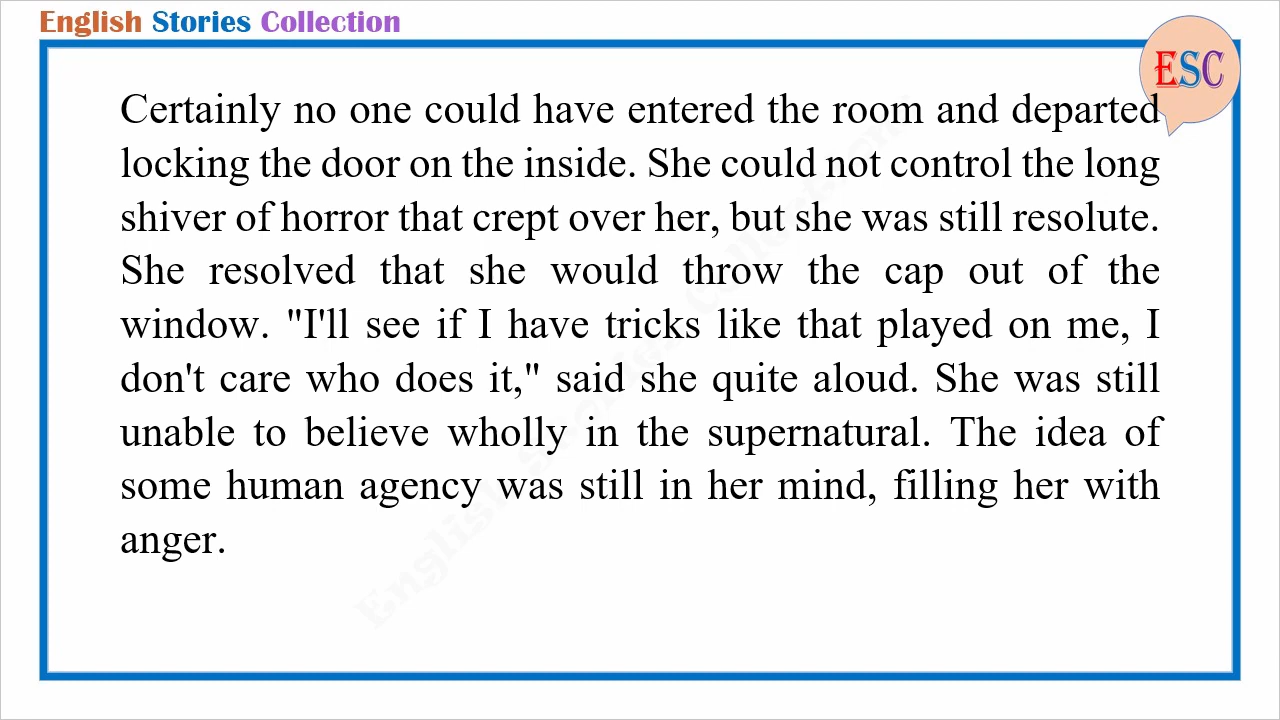 English Stories Collection
ESC
Certainly no one could have entered the room and departed
locking the door on the inside. She could not control the long
shiver of horror that crept over her, but she was still resolute.
She resolved that she would throw the cap out of the
window. "I'll see if I have tricks like that played on me, I
don't care who does it," said she quite aloud. She was still
unable to believe wholly in the supernatural. The idea of
some human agency was still in her mind, filling her with
anger.
English Stories Collection